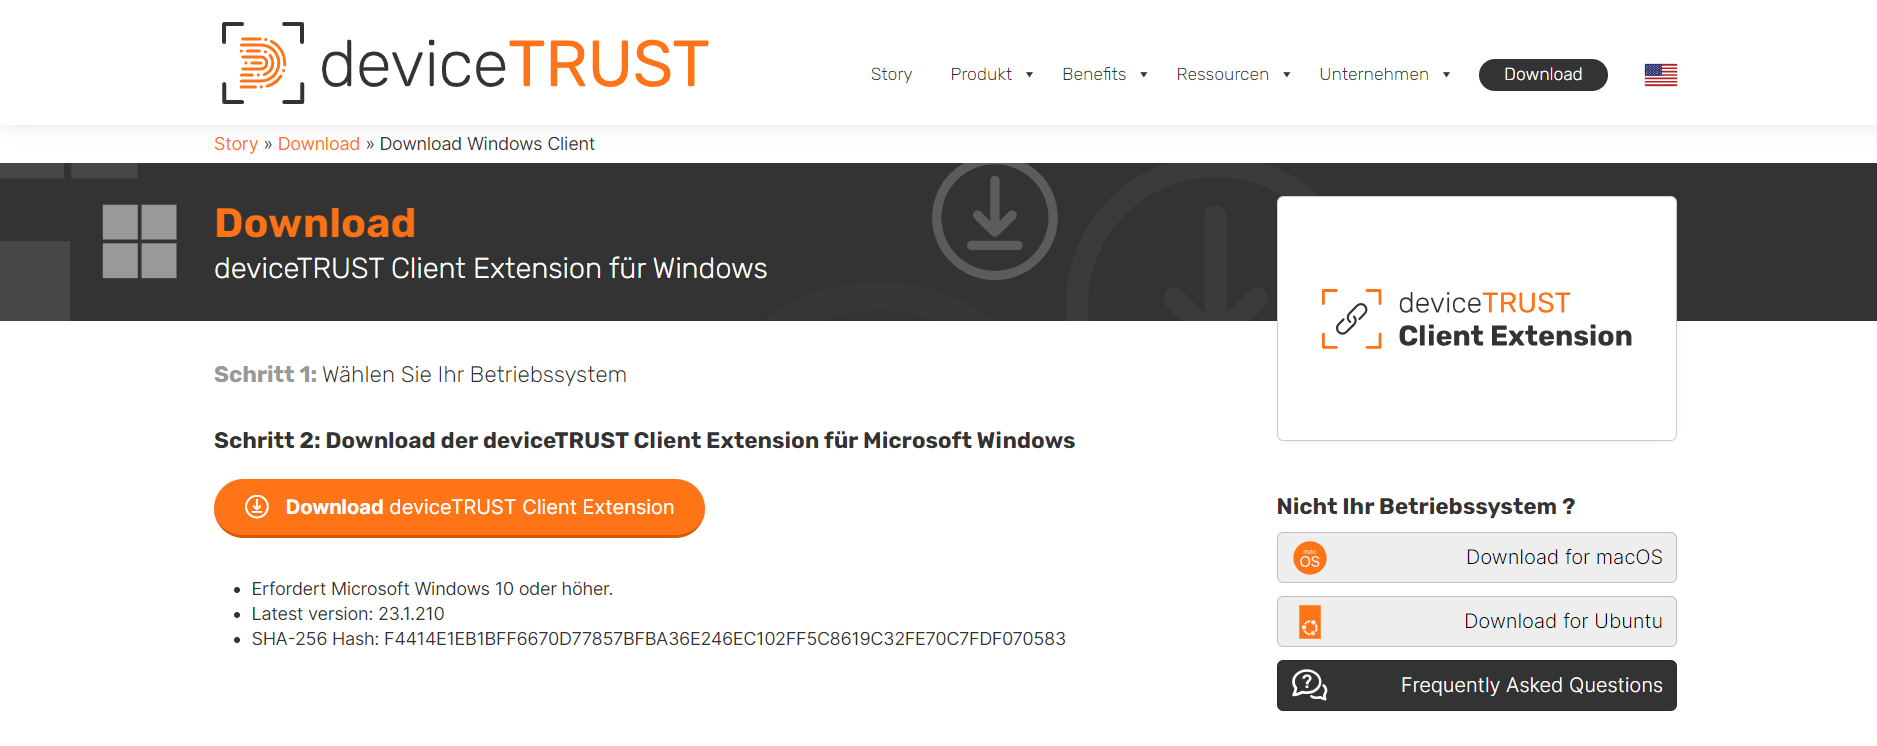 deviceTRUST
Story Produkt Benefits Ressourcen Unternehmen Download
Story » Download » Download Windows Client
Download
deviceTRUST Client Extension für Windows
deviceTRUST
Client Extension
Schritt 1: Wählen Sie Ihr Betriebssystem
Schritt 2: Download der deviceTRUST Client Extension für Microsoft Windows
Download deviceTRUST Client Extension
• Erfordert Microsoft Windows 10 oder höher.
• Latest version: 23.1.210
• SHA-256 Hash: F4414E1EB1BFF6670D77857BFBA36E246EC102FF5C8619C32FE70C7FDF070583
Nicht Ihr Betriebssystem ?
mac
OS
Download for macOS
Download for Ubuntu
Frequently Asked Questions